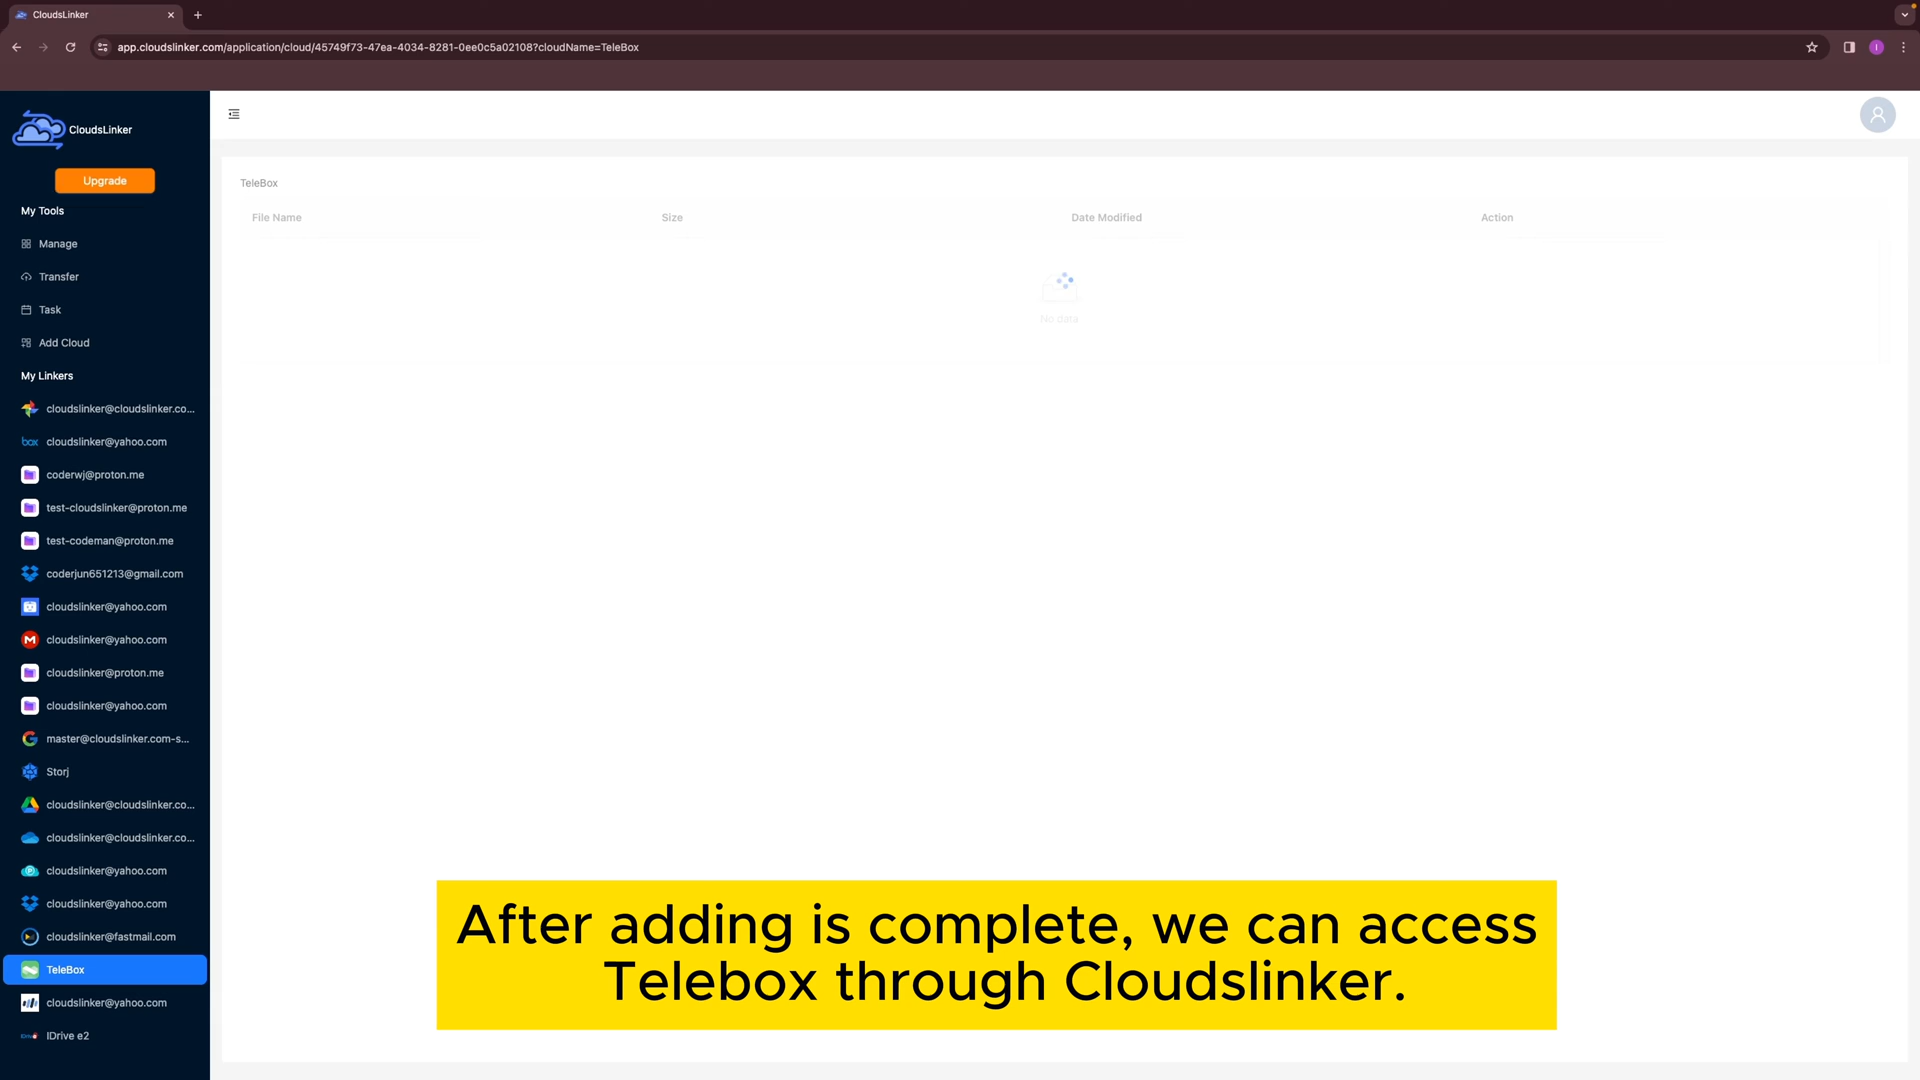 CloudsLinker
app.cloudslinker.com/application/cloud/45749f73-47ea-4034-8281-0ee0c5a02108?cloudName=TeleBox
I
CloudsLinker
Upgrade
My Tools
Manage
Transfer
Task
Add Cloud
My Linkers
cloudslinker@cloudslinker.co...
box cloudslinker@yahoo.com
coderwj@proton.me
test-cloudslinker@proton.me
test-codeman@proton.me
coderjun651213@gmail.com
cloudslinker@yahoo.com
M cloudslinker@yahoo.com
cloudslinker@proton.me
cloudslinker@yahoo.com
G master@cloudslinker.com-s...
Storj
cloudslinker@cloudslinker.co...
cloudslinker@cloudslinker.co...
cloudslinker@yahoo.com
cloudslinker@yahoo.com
cloudslinker@fastmail.com
TeleBox
cloudslinker@yahoo.com
IDrive e2
TeleBox
File Name Size Date Modified Action
No data
After adding is complete, we can access
Telebox through Cloudslinker.